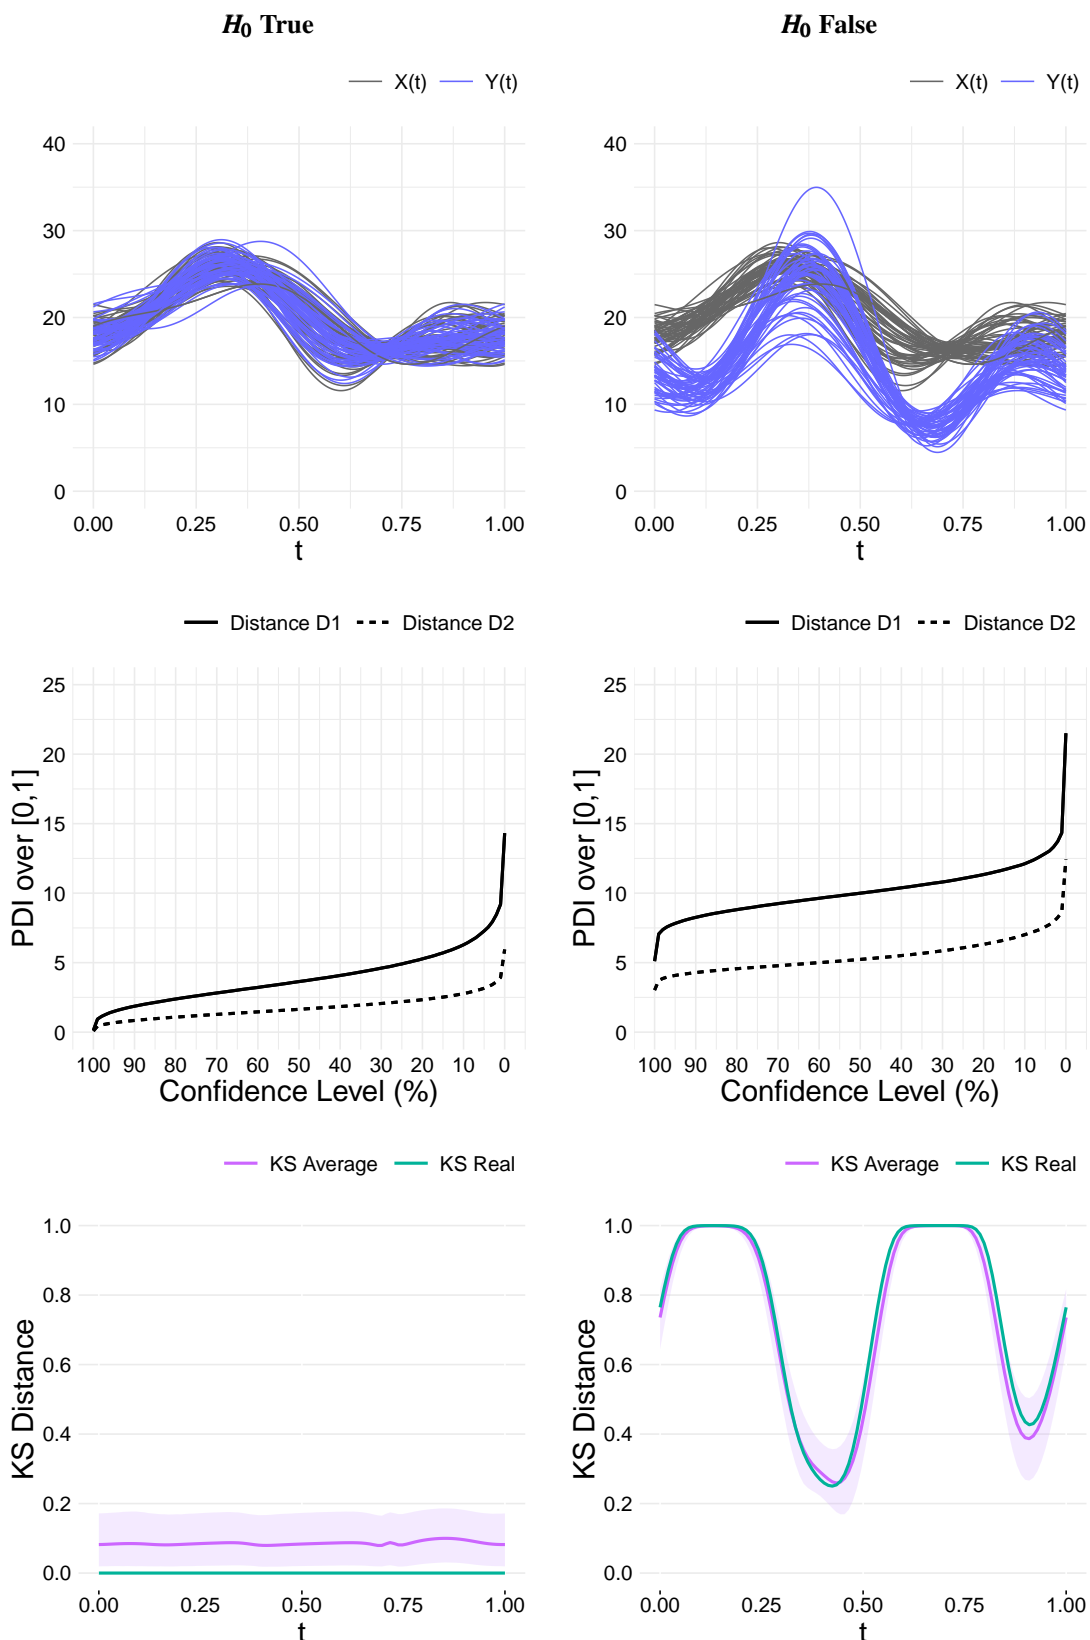 H0 True
H0 False
X(t) Y(t)
X(t) Y(t)
40
30
20
10
0
0.00 0.25 0.50 0.75 1.00
t
40
30
20
10
0
0.00 0.25 0.50 0.75 1.00
t
Distance D1 Distance D2
Distance D1 Distance D2
PDI over [0,1]
25
20
15
10
5
0
100 90 80 70 60 50 40 30 20 10 0
Confidence Level (%)
PDI over [0,1]
25
20
15
10
5
0
100 90 80 70 60 50 40 30 20 10 0
Confidence Level (%)
KS Average KS Real
KS Average KS Real
KS Distance
1.0
0.8
0.6
0.4
0.2
0.0
0.00 0.25 0.50 0.75 1.00
t
KS Distance
1.0
0.8
0.6
0.4
0.2
0.0
0.00 0.25 0.50 0.75 1.00
t